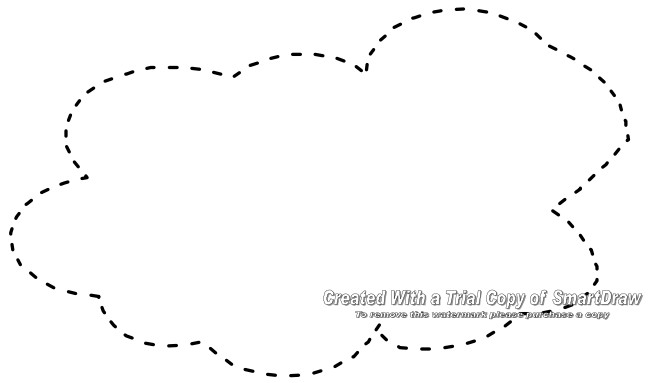 Created With a Trial Copy of SmartDraw
To remove this watermark please purchase a copy